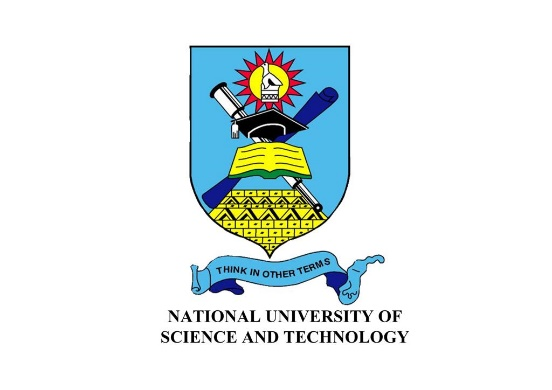 THINK IN OTHER TERMS
NATIONAL UNIVERSITY OF
SCIENCE AND TECHNOLOGY